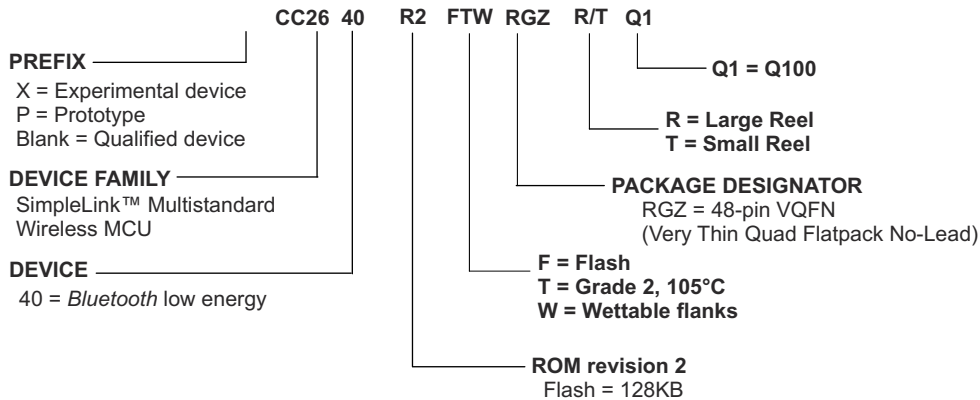 CC26 40 R2 FTW RGZ R/T Q1
PREFIX
X = Experimental device
P = Prototype
Blank = Qualified device
DEVICE FAMILY
SimpleLink™ Multistandard
Wireless MCU
DEVICE
40 = Bluetooth low energy
Q1 = Q100
R = Large Reel
T = Small Reel
PACKAGE DESIGNATOR
RGZ = 48-pin VQFN
(Very Thin Quad Flatpack No-Lead)
F = Flash
T = Grade 2, 105°C
W = Wettable flanks
ROM revision 2
Flash = 128KB